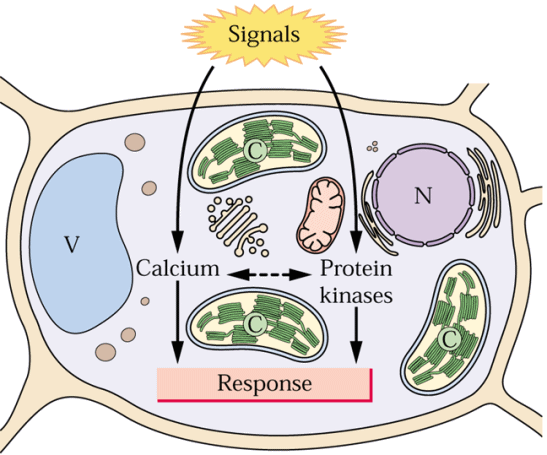 Signals
C
N
V
Calcium
Protein
kinases
C
C
Response